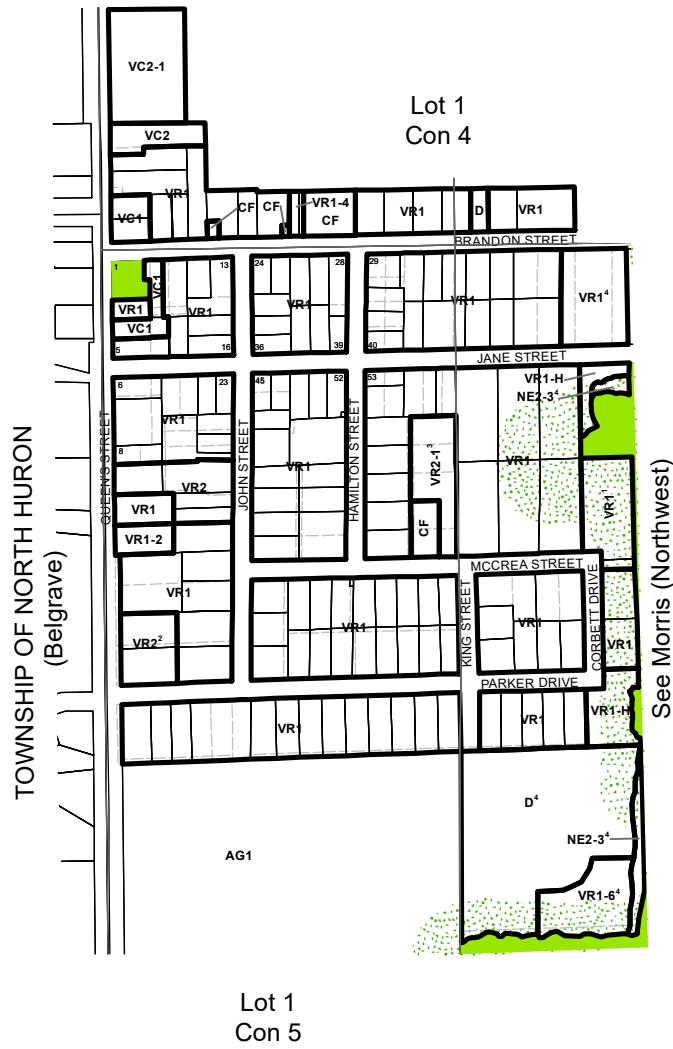 VC2-1
Lot 1
Con 4
VC2
VR1
VC1
CF
CF
VR1-4
CF
VR1
D
VR1
BRANDON STREET
1
VC1
13
24
28
29
VR1
VR1
VR1
VR1
VR1⁴
VC1
5
16
36
39
40
JANE STREET
6
23
45
52
53
VR1-H
NE2-3⁴
VR1
VR1
VR2-1³
VR1
8
QUEEN'S STREET
JOHN STREET
HAMILTON STREET
VR2
VR1¹
VR1
VR1-2
CF
MCCREA STREET
VR1
VR1
KING STREET
VR1
CORBETT DRIVE
VR1
VR2²
PARKER DRIVE
VR1
VR1
VR1-H
TOWNSHIP OF NORTH HURON
(Belgrave)
See Morris (Northwest)
D⁴
NE2-3⁴
AG1
VR1-6⁴
Lot 1
Con 5